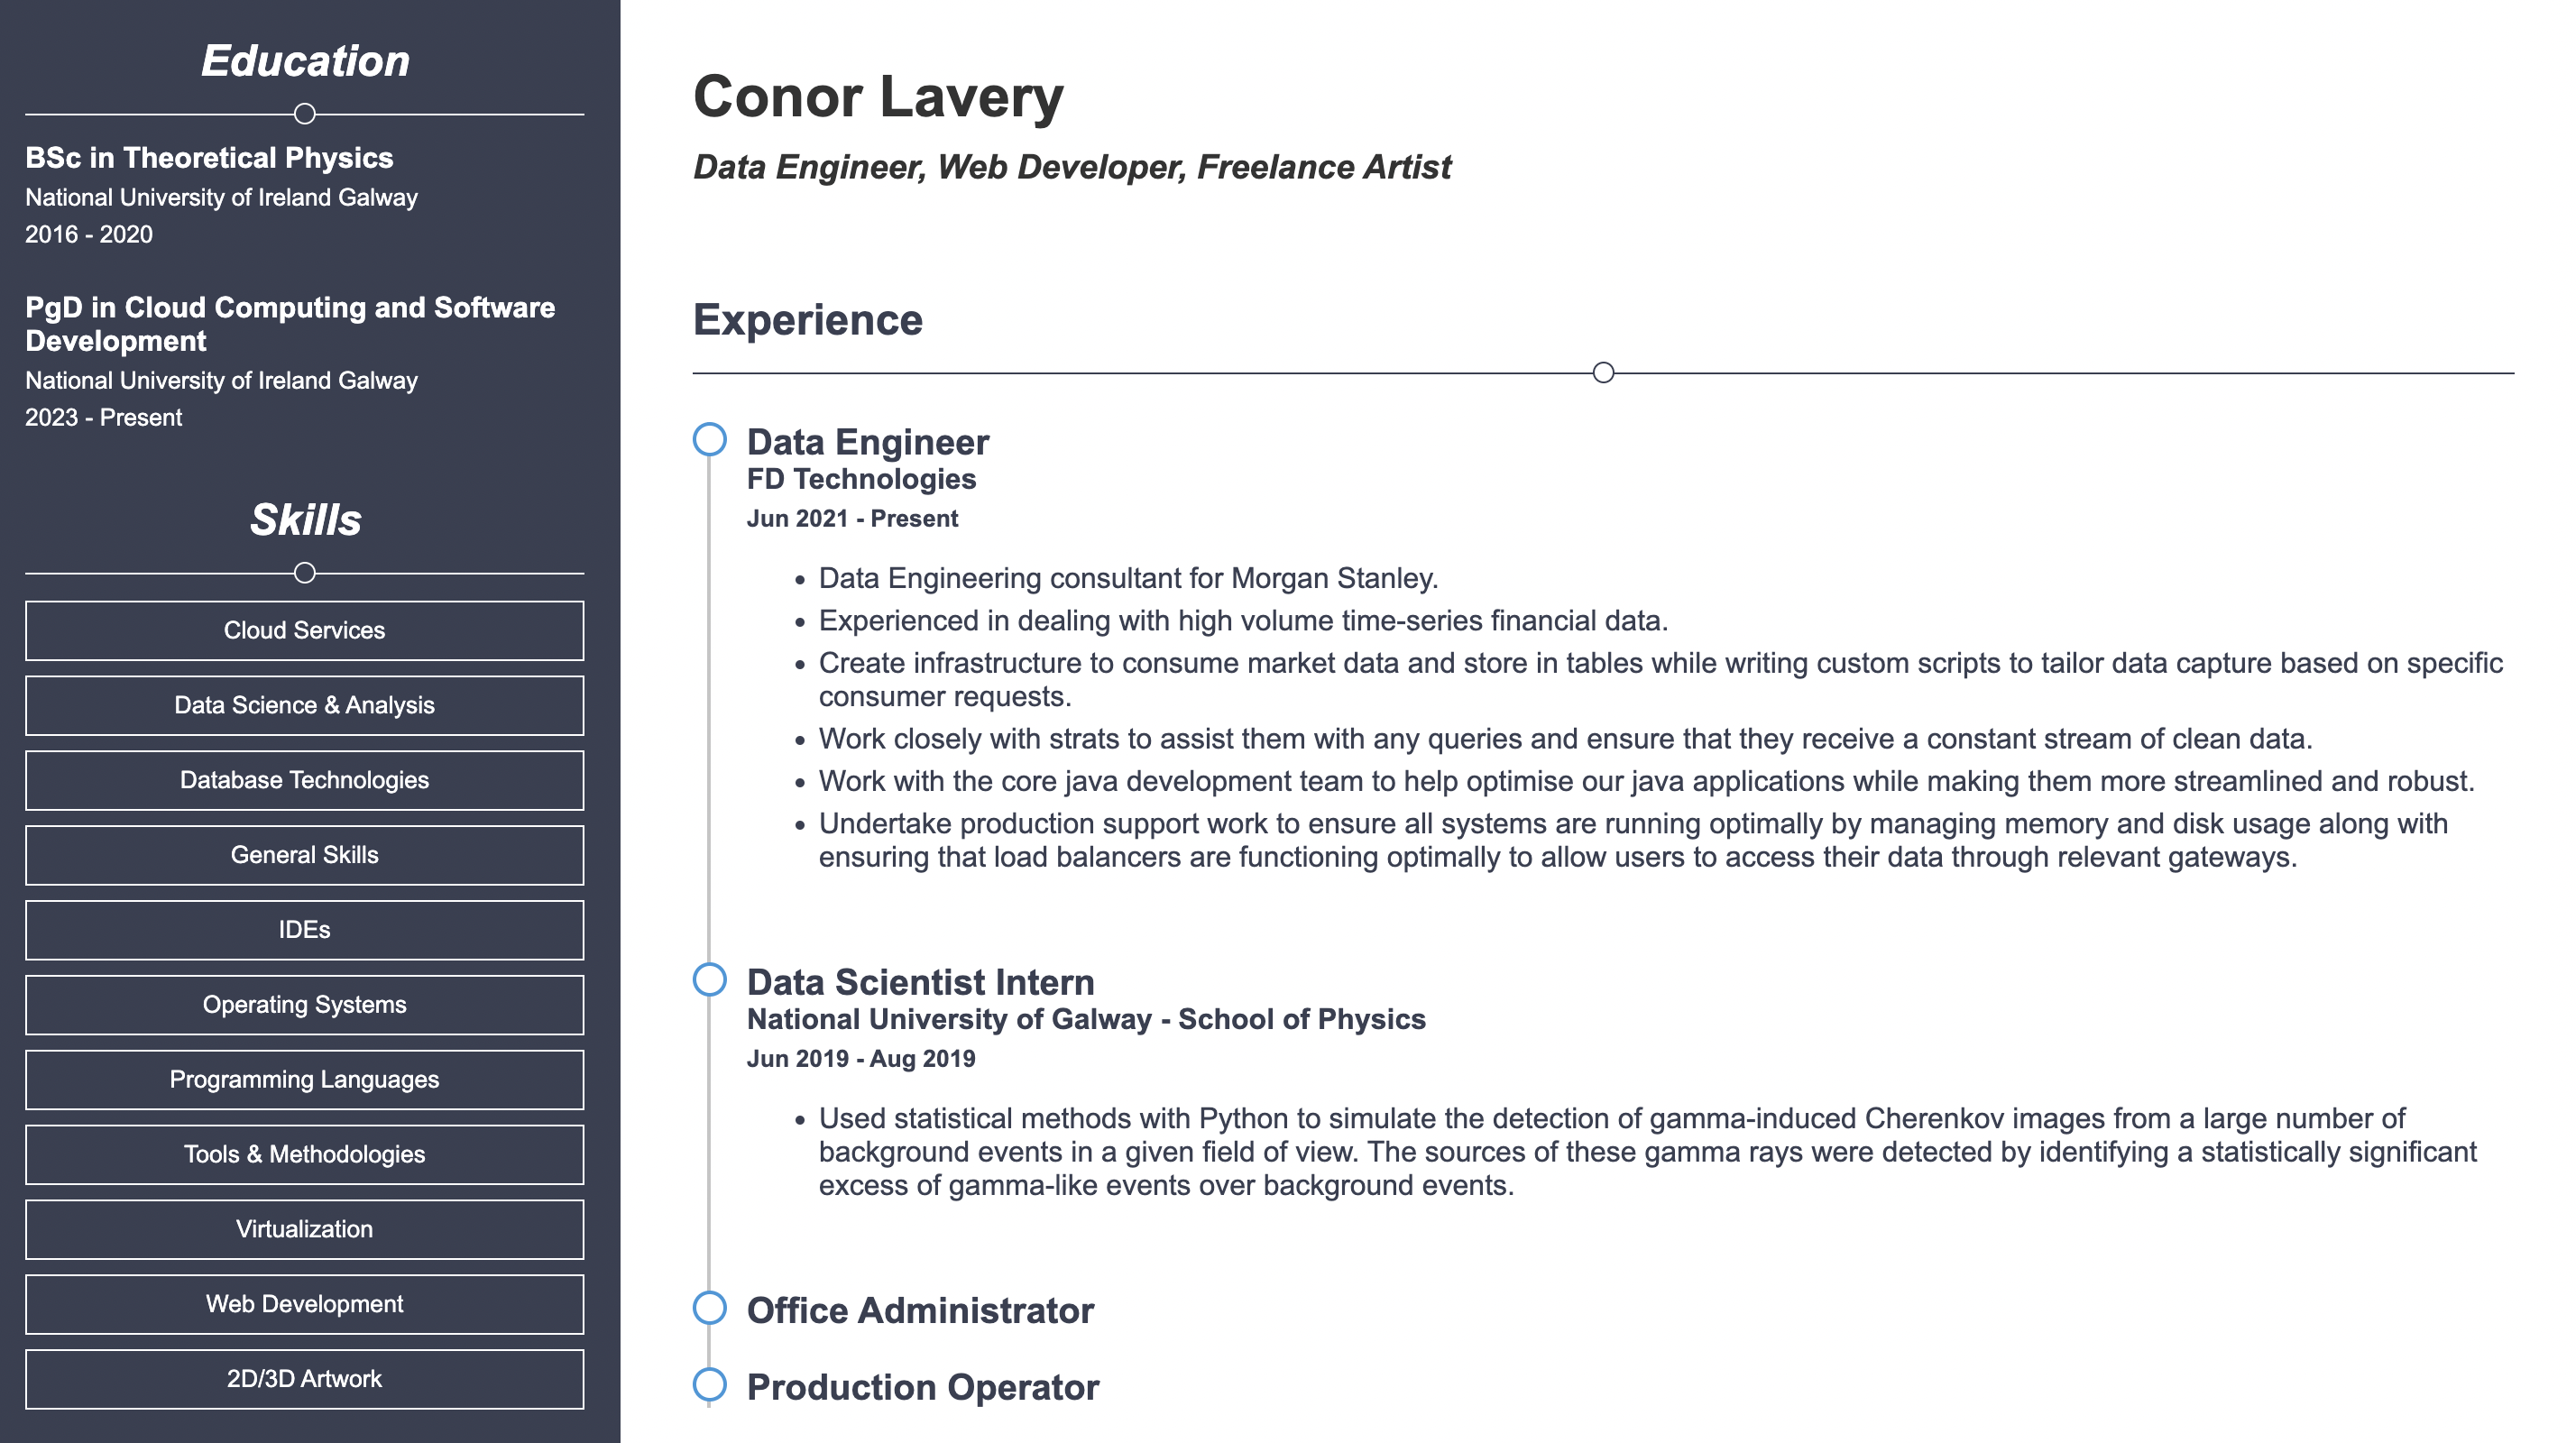 Education
BSc in Theoretical Physics
National University of Ireland Galway
2016 - 2020
PgD in Cloud Computing and Software
Development
National University of Ireland Galway
2023 - Present
Skills
Cloud Services
Data Science & Analysis
Database Technologies
General Skills
IDEs
Operating Systems
Programming Languages
Tools & Methodologies
Virtualization
Web Development
2D/3D Artwork
Conor Lavery
Data Engineer, Web Developer, Freelance Artist
Experience
Data Engineer
FD Technologies
Jun 2021 - Present
• Data Engineering consultant for Morgan Stanley.
• Experienced in dealing with high volume time-series financial data.
• Create infrastructure to consume market data and store in tables while writing custom scripts to tailor data capture based on specific
consumer requests.
• Work closely with strats to assist them with any queries and ensure that they receive a constant stream of clean data.
• Work with the core java development team to help optimise our java applications while making them more streamlined and robust.
• Undertake production support work to ensure all systems are running optimally by managing memory and disk usage along with
ensuring that load balancers are functioning optimally to allow users to access their data through relevant gateways.
Data Scientist Intern
National University of Galway - School of Physics
Jun 2019 - Aug 2019
• Used statistical methods with Python to simulate the detection of gamma-induced Cherenkov images from a large number of
background events in a given field of view. The sources of these gamma rays were detected by identifying a statistically significant
excess of gamma-like events over background events.
Office Administrator
Production Operator